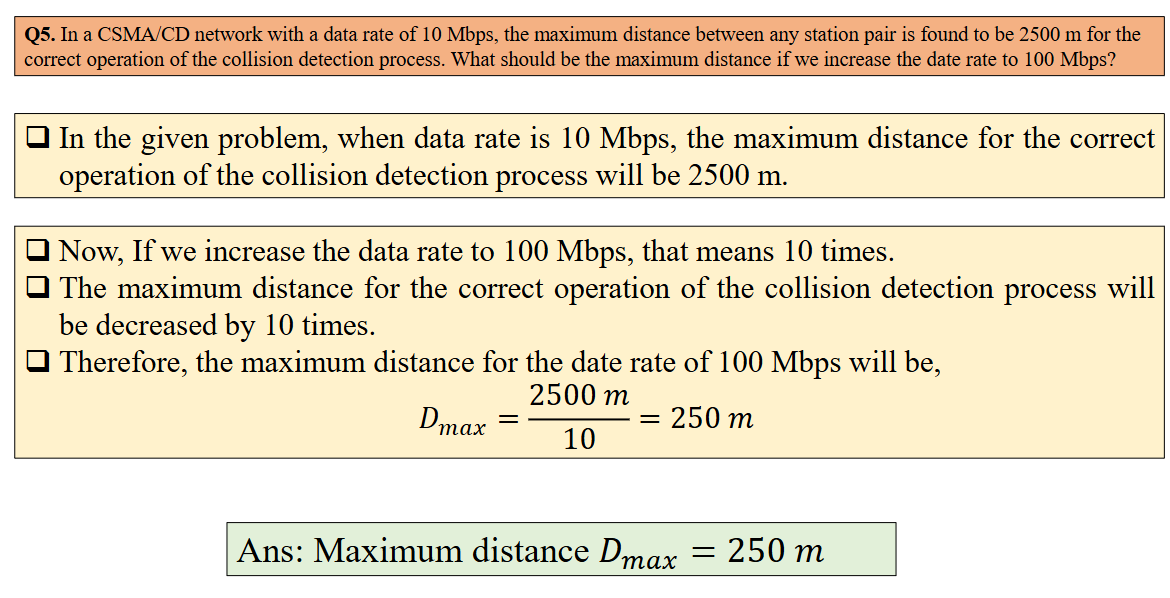 Q5. In a CSMA/CD network with a data rate of 10 Mbps, the maximum distance between any station pair is found to be 2500 m for the
correct operation of the collision detection process. What should be the maximum distance if we increase the date rate to 100 Mbps?
❑ In the given problem, when data rate is 10 Mbps, the maximum distance for the correct
operation of the collision detection process will be 2500 m.
❑ Now, If we increase the data rate to 100 Mbps, that means 10 times.
❑ The maximum distance for the correct operation of the collision detection process will
be decreased by 10 times.
❑ Therefore, the maximum distance for the date rate of 100 Mbps will be,
D_max = 2500 m / 10 = 250 m
Ans: Maximum distance D_max = 250 m